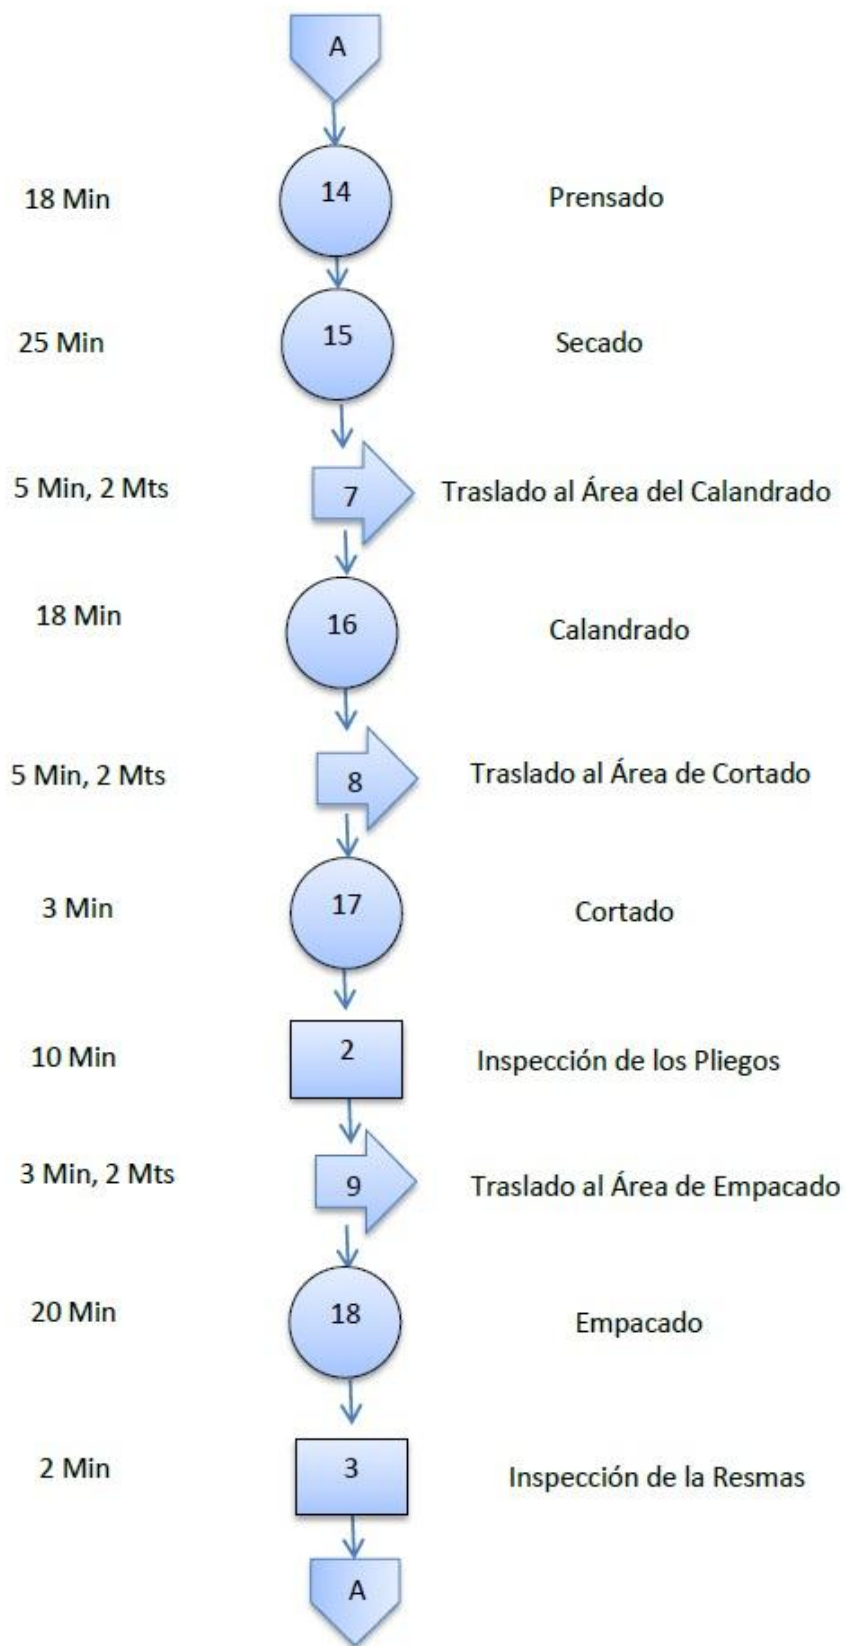 A
18 Min 14 Prensado
25 Min 15 Secado
5 Min, 2 Mts 7 Traslado al Área del Calandrado
18 Min 16 Calandrado
5 Min, 2 Mts 8 Traslado al Área de Cortado
3 Min 17 Cortado
10 Min 2 Inspección de los Pliegos
3 Min, 2 Mts 9 Traslado al Área de Empacado
20 Min 18 Empacado
2 Min 3 Inspección de la Resmas
A